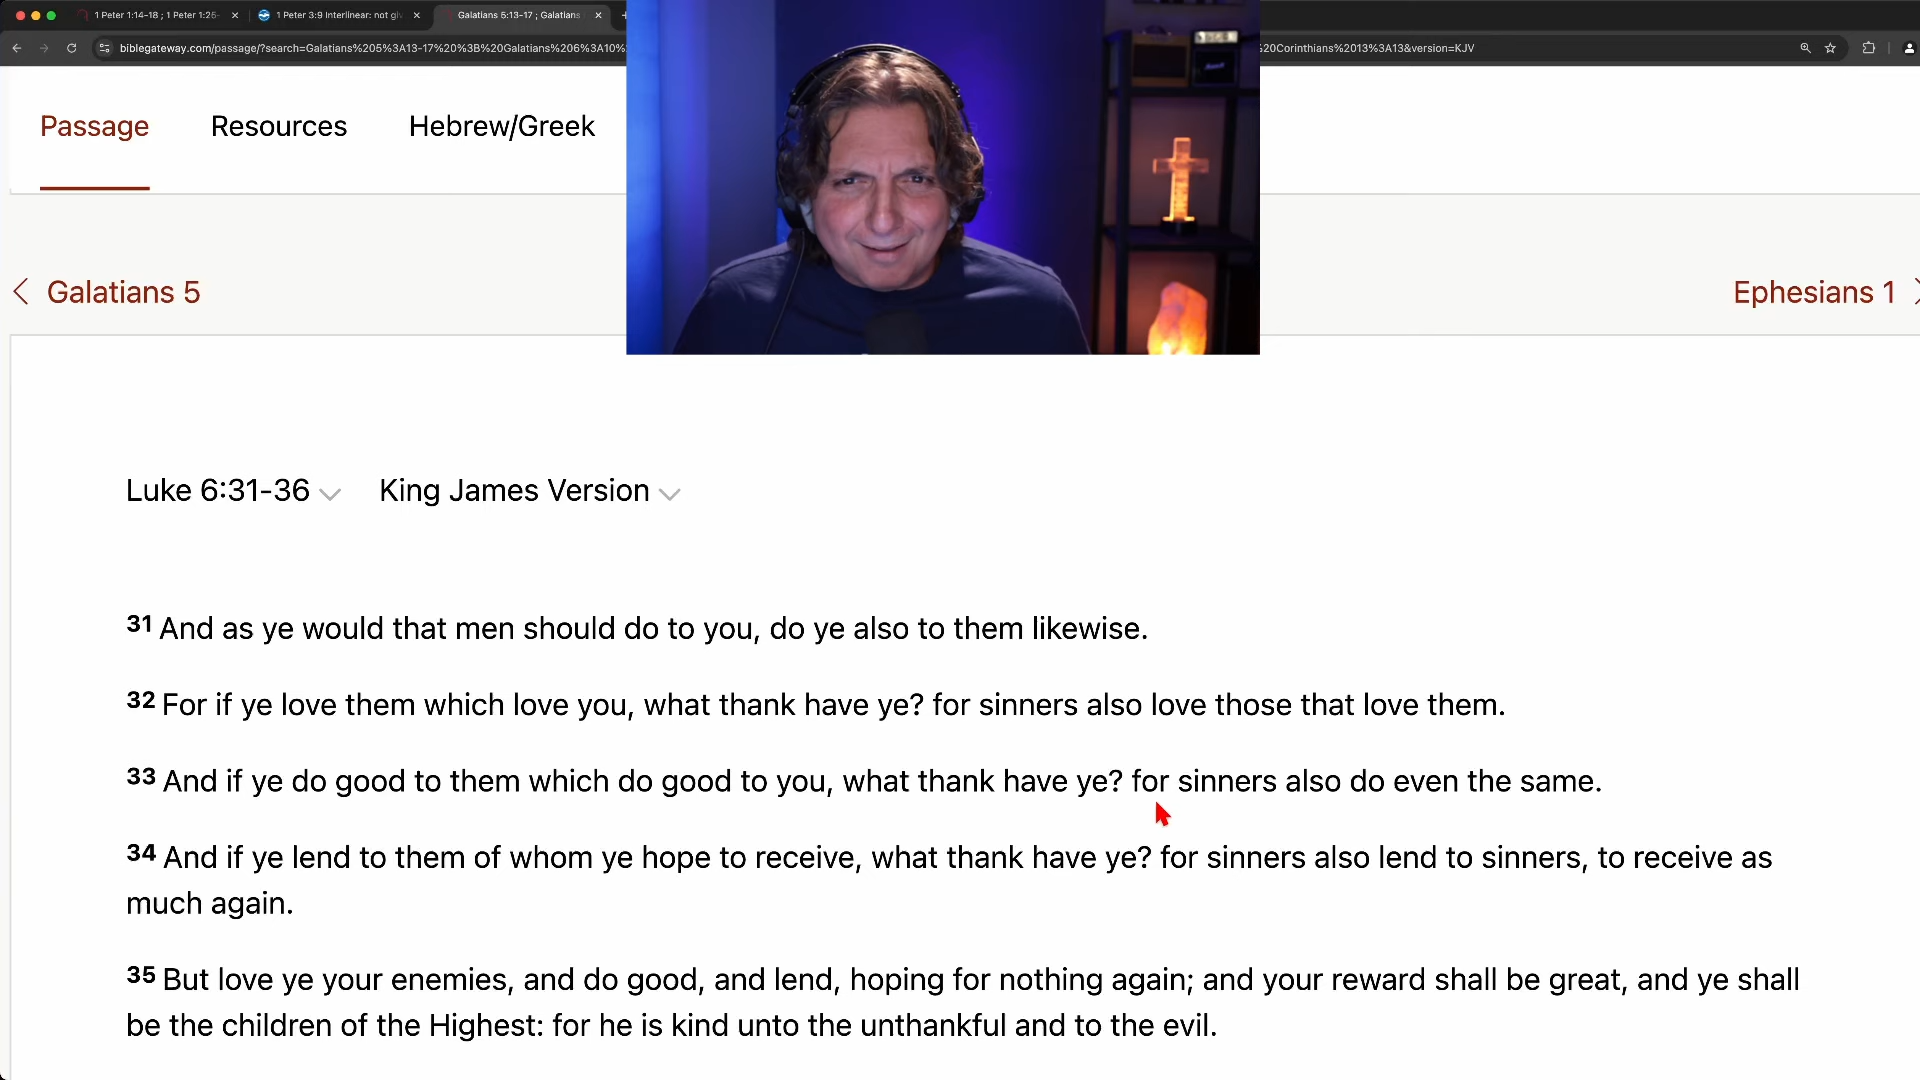 1 Peter 1:14-18 ; 1 Peter 1:25-
1 Peter 3:9 Interlinear: not giv
Galatians 5:13-17 ; Galatians
biblegateway.com/passage/?search=Galatians%205%3A13-17%20%3B%20Galatians%206%3A10%
%20Corinthians%2013%3A13&version=KJV
Passage
Resources
Hebrew/Greek
Galatians 5
Ephesians 1
Luke 6:31-36
King James Version
31 And as ye would that men should do to you, do ye also to them likewise.
32 For if ye love them which love you, what thank have ye? for sinners also love those that love them.
33 And if ye do good to them which do good to you, what thank have ye? for sinners also do even the same.
34 And if ye lend to them of whom ye hope to receive, what thank have ye? for sinners also lend to sinners, to receive as
much again.
35 But love ye your enemies, and do good, and lend, hoping for nothing again; and your reward shall be great, and ye shall
be the children of the Highest: for he is kind unto the unthankful and to the evil.